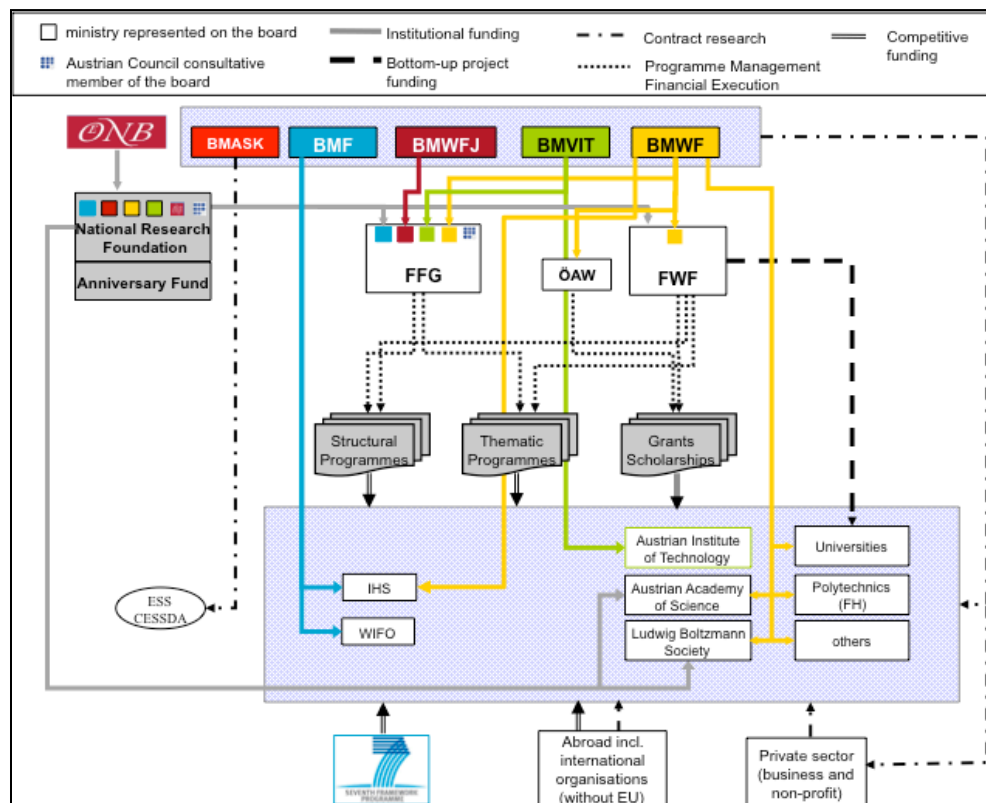 ministry represented on the board
Institutional funding
Contract research
Competitive
funding
Austrian Council consultative
member of the board
Bottom-up project
funding
Programme Management
Financial Execution
ŒNB
BMASK
BMF
BMWFJ
BMVIT
BMWF
National Research
Foundation
Anniversary Fund
FFG
ÖAW
FWF
Structural
Programmes
Thematic
Programmes
Grants
Scholarships
Austrian Institute
of Technology
Universities
IHS
Austrian Academy
of Science
Polytechnics
(FH)
ESS
CESSDA
WIFO
Ludwig Boltzmann
Society
others
SEVENTH FRAMEWORK
PROGRAMME
Abroad incl.
international
organisations
(without EU)
Private sector
(business and
non-profit)